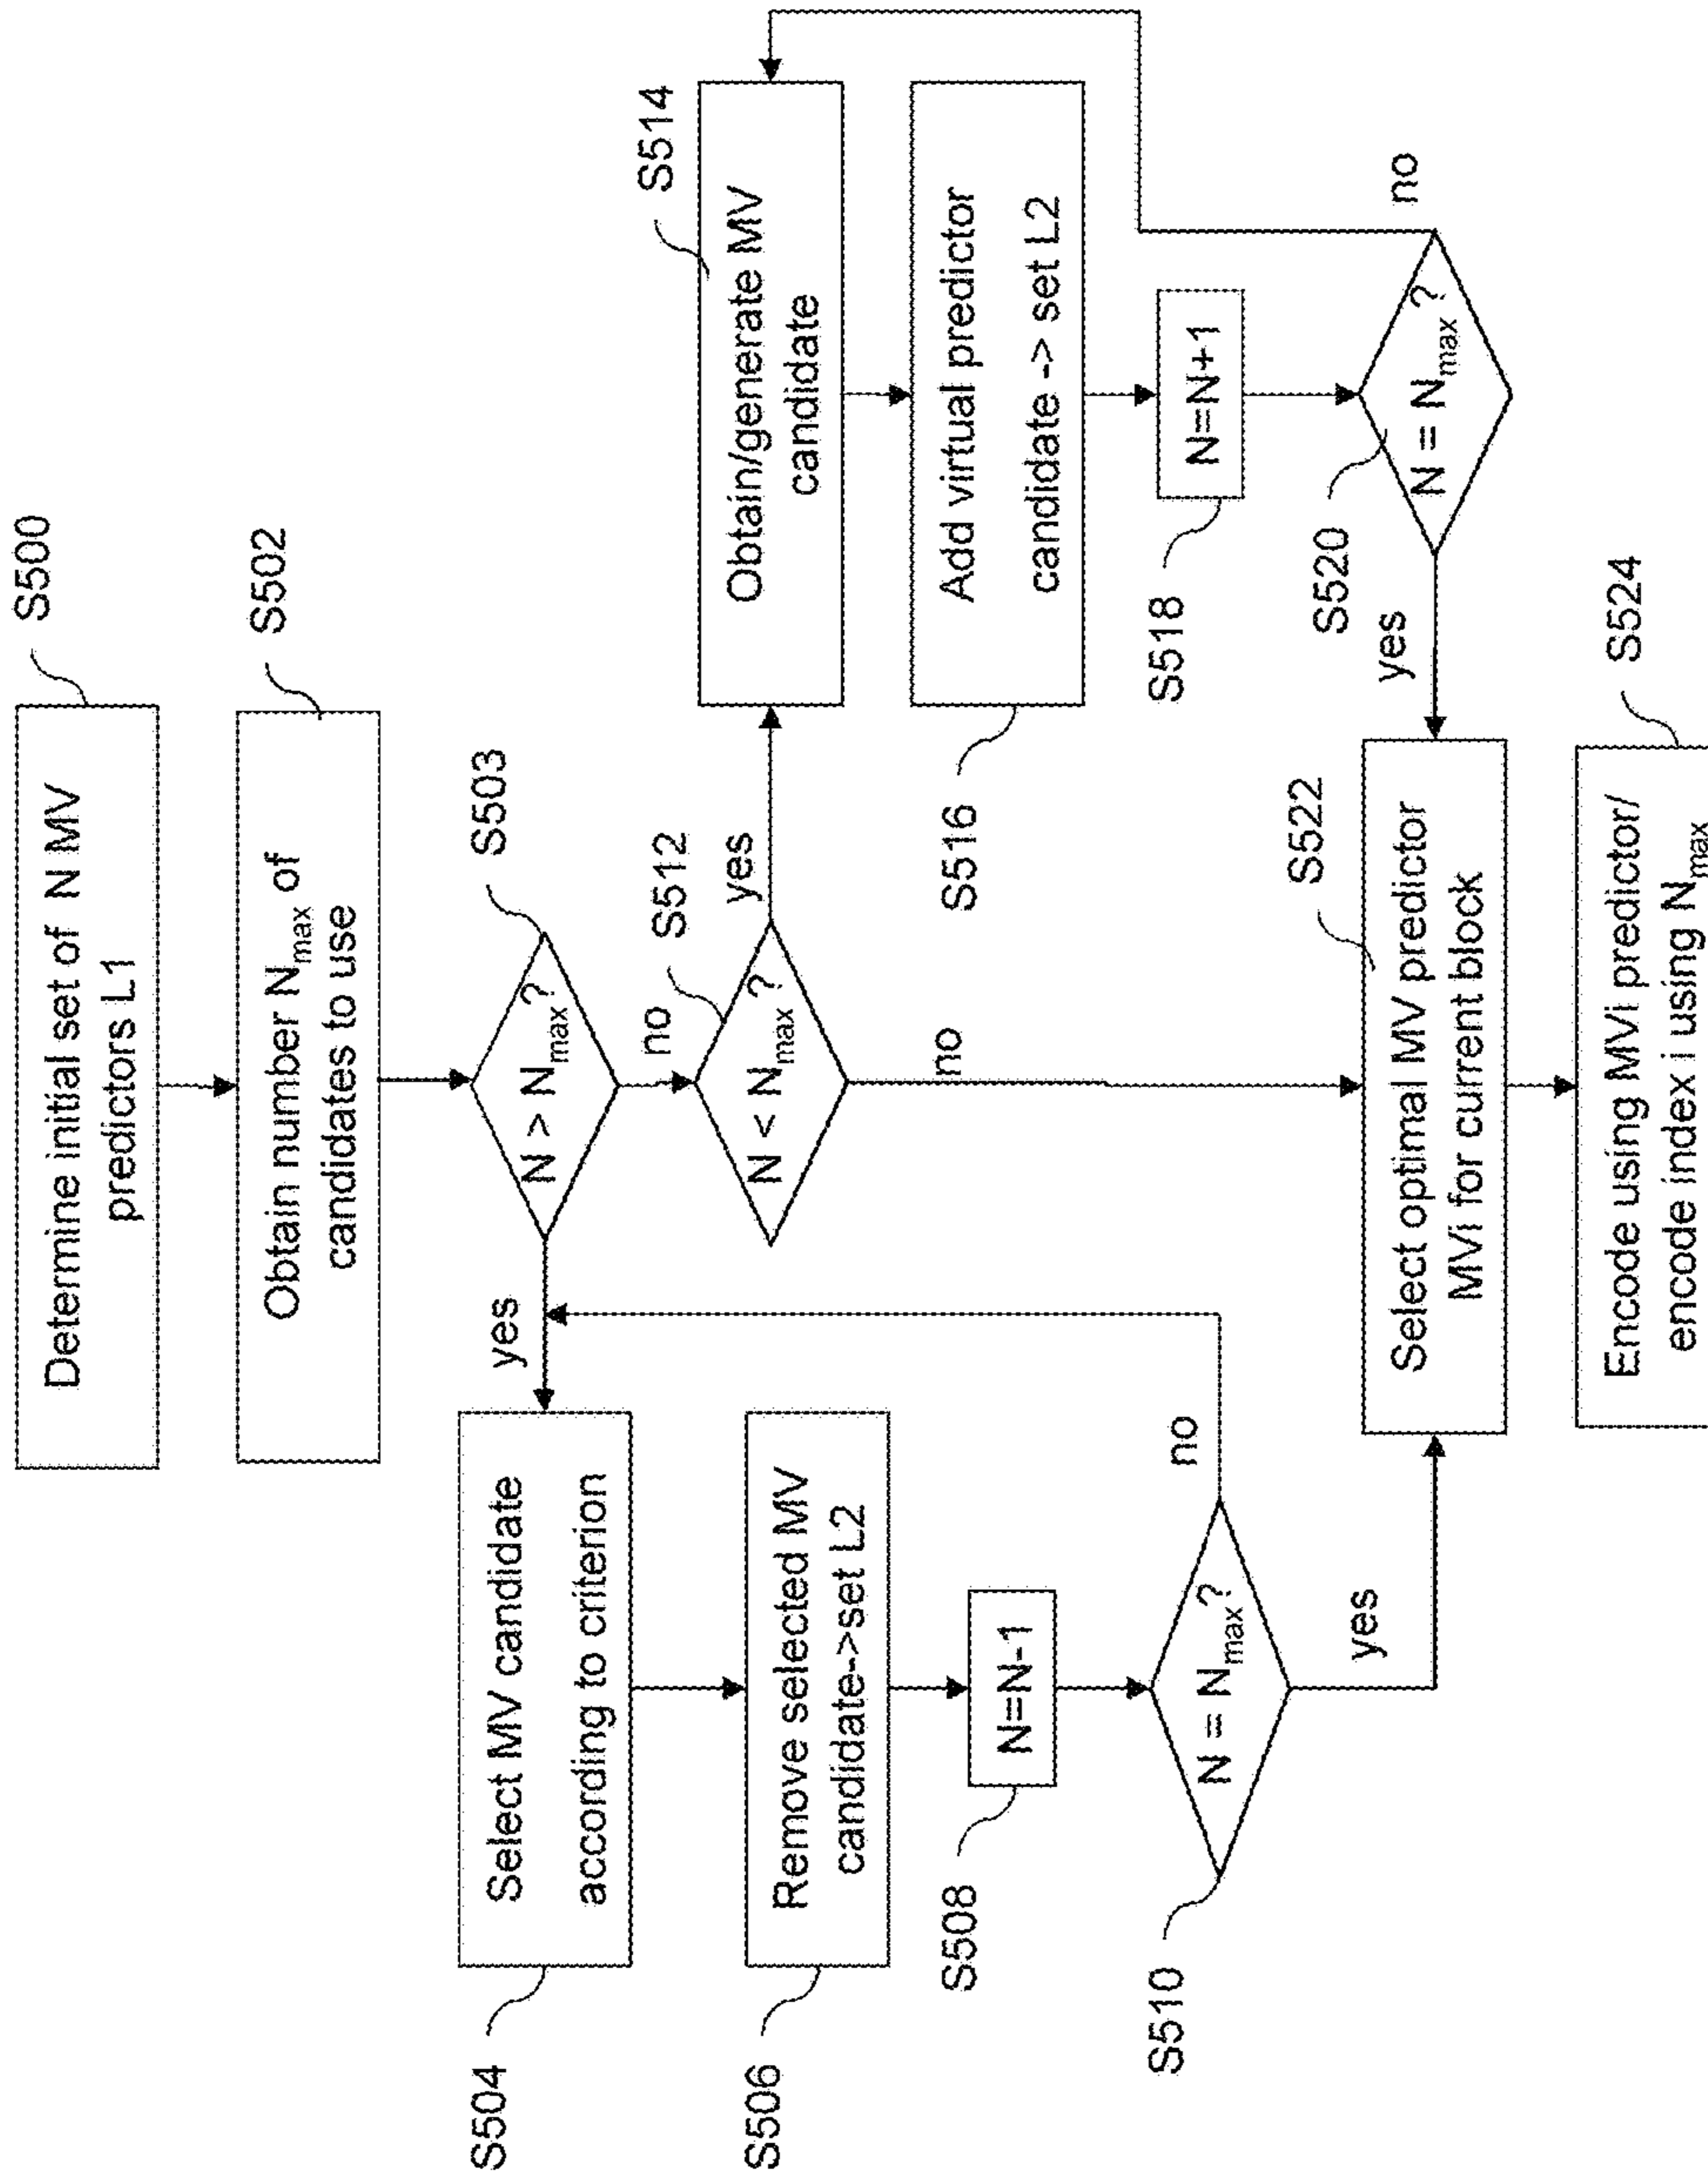 Determine initial set of N MV
predictors L1
S500
Obtain number Nmax of
candidates to use
S502
N > Nmax?
S503
yes
no
Select MV candidate
according to criterion
S504
Remove selected MV
candidate->set L2
S506
N=N-1
S508
N = Nmax?
S510
no
yes
N < Nmax?
S512
yes
no
Obtain/generate MV
candidate
S514
Add virtual predictor
candidate -> set L2
S516
N=N+1
S518
N = Nmax?
S520
no
yes
Select optimal MV predictor
MVi for current block
S522
Encode using MVi predictor/
encode index i using Nmax
S524